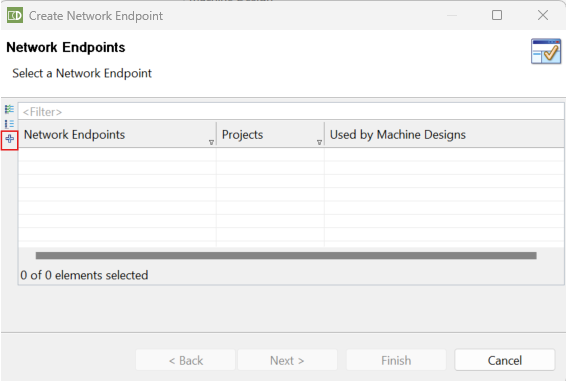 Create Network Endpoint
Network Endpoints
Select a Network Endpoint
<Filter>
Network Endpoints Projects Used by Machine Designs
0 of 0 elements selected
< Back Next > Finish Cancel